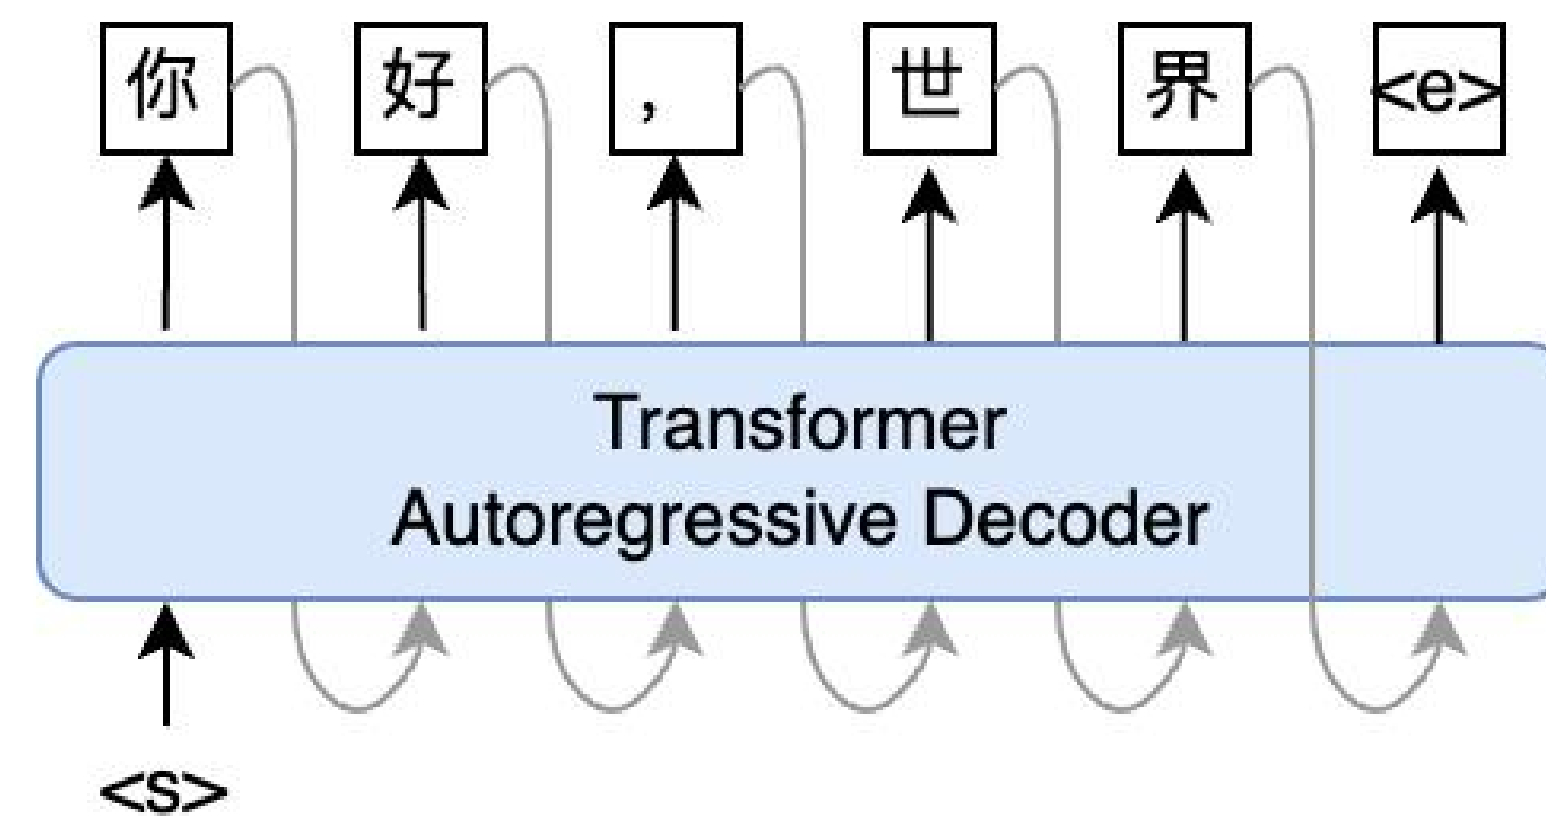 你 好 ， 世 界 <e>
Transformer
Autoregressive Decoder
<s>